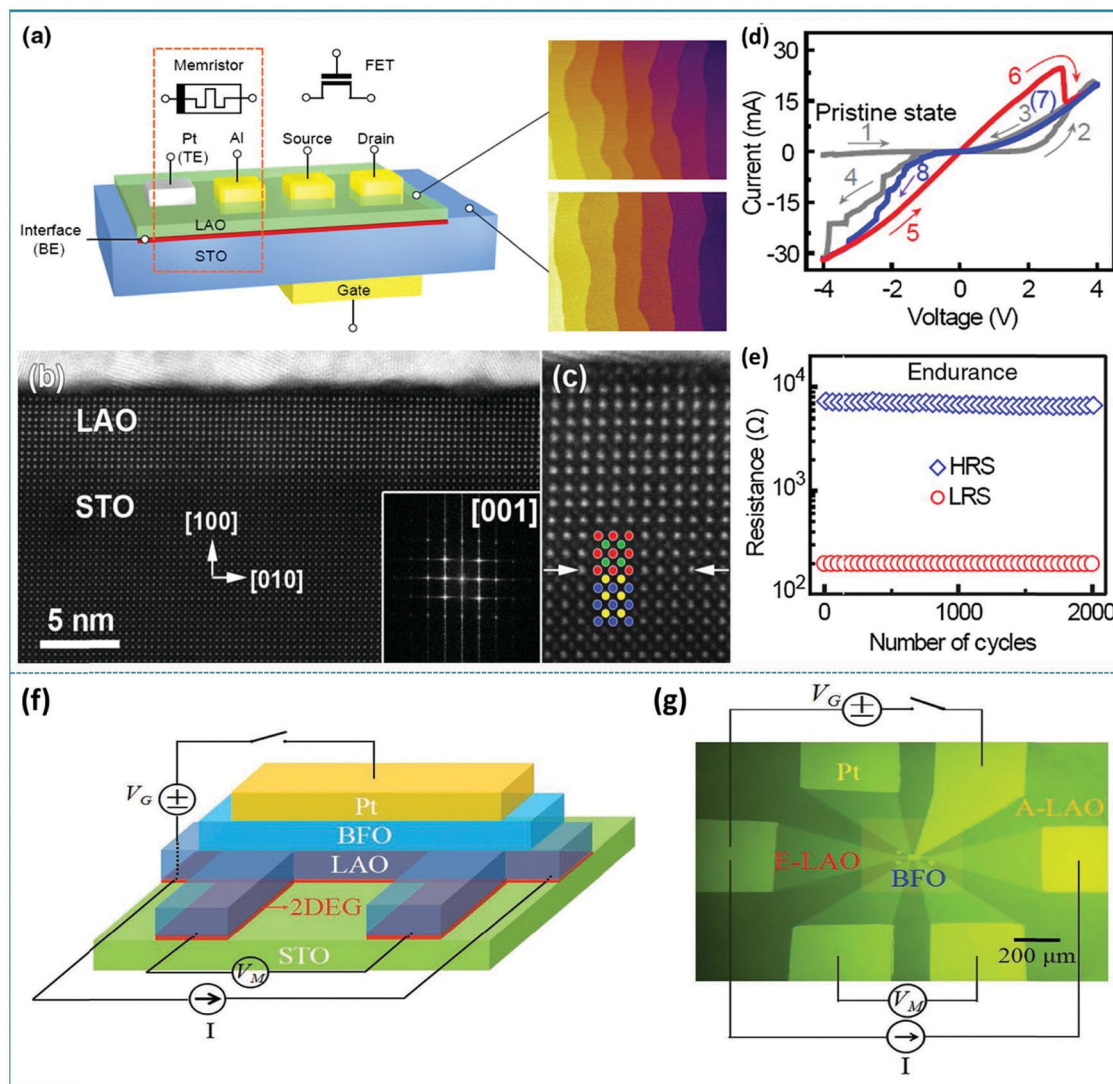 (a)
Memristor
FET
Pt
(TE)
Al
Source
Drain
LAO
Interface
(BE)
STO
Gate
(b)
LAO
STO
[100]
[010]
5 nm
[001]
(c)
(d)
Current (mA)
30
15
0
-15
-30
Pristine state
1
2
3
(7)
4
5
6
8
-4
-2
0
2
4
Voltage (V)
(e)
Endurance
Resistance (Ω)
10⁴
10³
10²
HRS
LRS
0
1000
2000
Number of cycles
(f)
V_G
Pt
BFO
LAO
2DEG
STO
V_M
I
(g)
V_G
Pt
A-LAO
E-LAO
BFO
200 μm
V_M
I